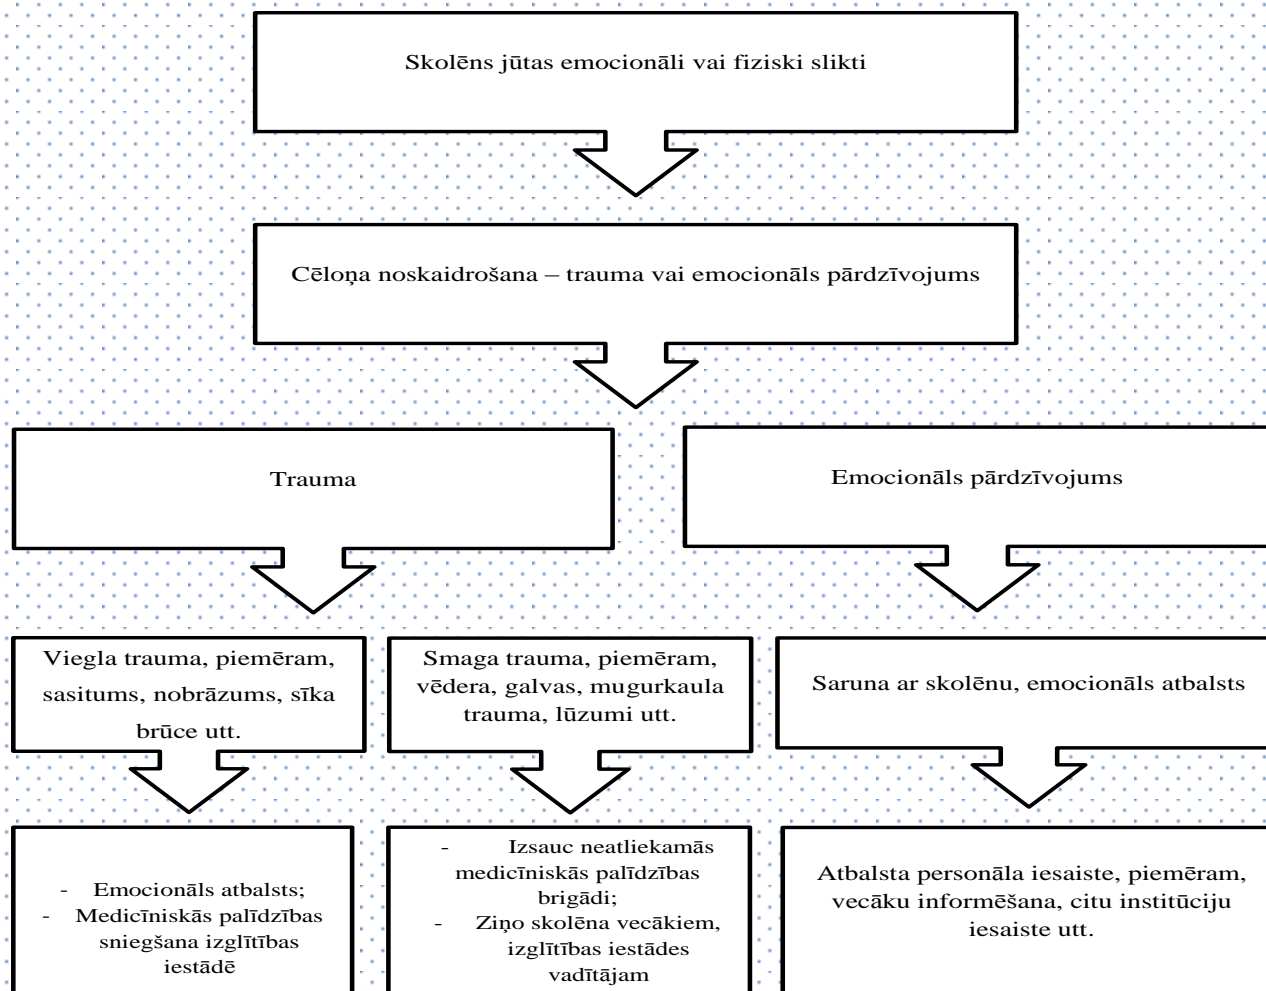 Skolēns jūtas emocionāli vai fiziski slikti
Cēloņa noskaidrošana – trauma vai emocionāls pārdzīvojums
Trauma
Emocionāls pārdzīvojums
Viegla trauma, piemēram,
sasitums, nobrāzums, sīka
brūce utt.
Smaga trauma, piemēram,
vēdera, galvas, mugurkaula
trauma, lūzumi utt.
Saruna ar skolēnu, emocionāls atbalsts
- Emocionāls atbalsts;
- Medicīniskās palīdzības
sniegšana izglītības
iestādē
- Izsauc neatliekamās
medicīniskās palīdzības
brigādi;
- Ziņo skolēna vecākiem,
izglītības iestādes
vadītājam
Atbalsta personāla iesaiste, piemēram,
vecāku informēšana, citu institūciju
iesaiste utt.